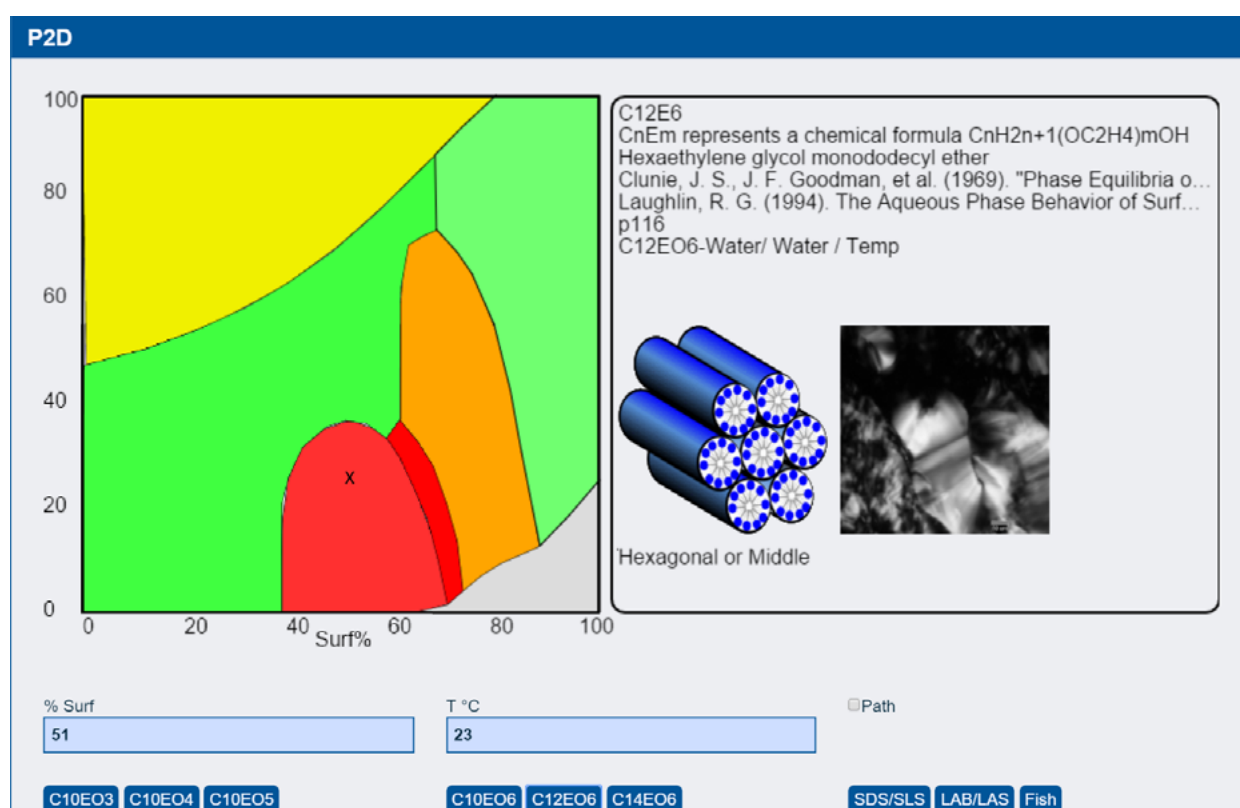 P2D
100
80
60
40
20
0
0 20 40 60 80 100
Surf%
X
C12E6
CnEm represents a chemical formula CnH2n+1(OC2H4)mOH
Hexaethylene glycol monododecyl ether
Clunie, J. S., J. F. Goodman, et al. (1969). "Phase Equilibria o...
Laughlin, R. G. (1994). The Aqueous Phase Behavior of Surf...
p116
C12EO6-Water/ Water / Temp
Hexagonal or Middle
% Surf T °C Path
51 23
C10EO3 C10EO4 C10EO5 C10EO6 C12EO6 C14EO6 SDS/SLS LAB/LAS Fish